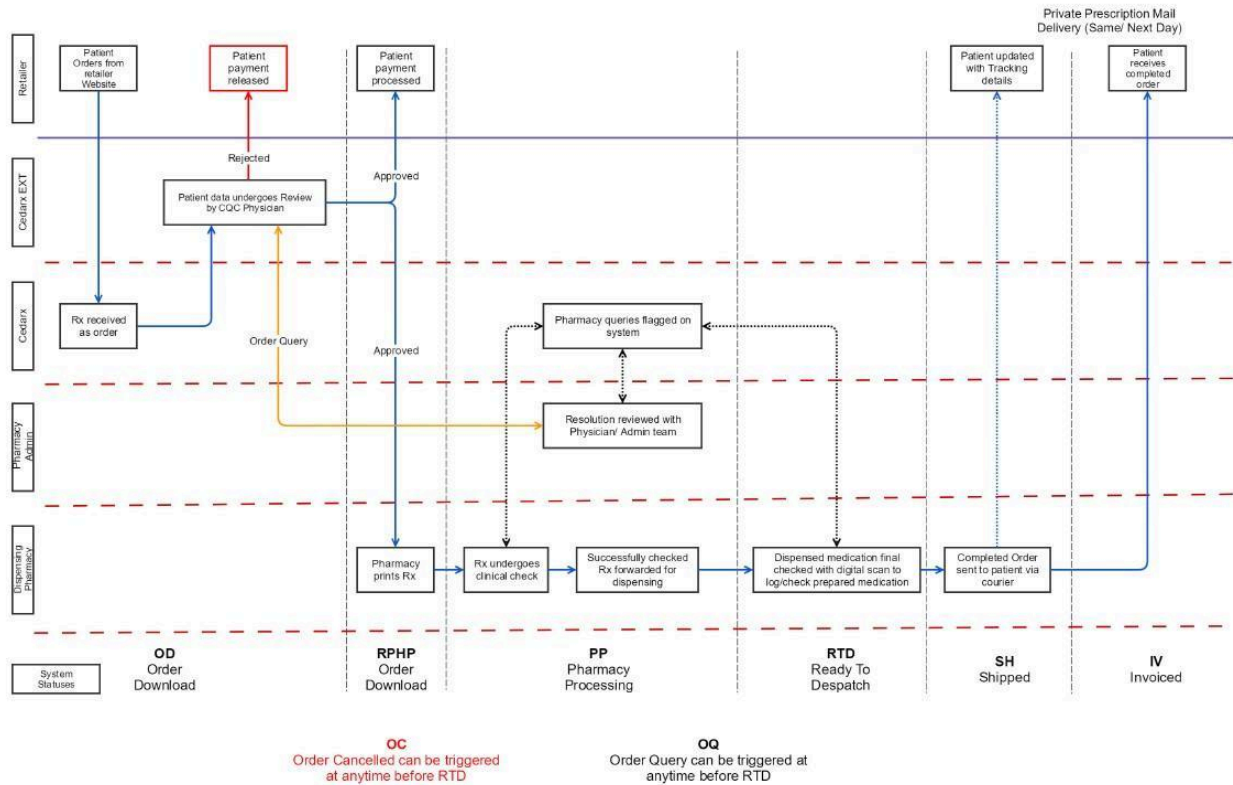 Private Prescription Mail
Delivery (Same/ Next Day)
Retailer
Patient
Orders from
retailer
Website
Patient
payment
released
Patient
payment
processed
Patient updated
with Tracking
details
Patient
receives
completed
order
Cedarx EXT
Rejected
Approved
Patient data undergoes Review
by CQC Physician
Cedarx
Rx received
as order
Order Query
Approved
Pharmacy queries flagged on
system
Pharmacy
Admin
Resolution reviewed with
Physician/ Admin team
Dispensing
Pharmacy
Pharmacy
prints Rx
Rx undergoes
clinical check
Successfully checked
Rx forwarded for
dispensing
Dispensed medication final
checked with digital scan to
log/check prepared medication
Completed Order
sent to patient via
courier
System
Statuses
OD
Order
Download
RPHP
Order
Download
PP
Pharmacy
Processing
RTD
Ready To
Despatch
SH
Shipped
IV
Invoiced
OC
Order Cancelled can be triggered
at anytime before RTD
OQ
Order Query can be triggered at
anytime before RTD